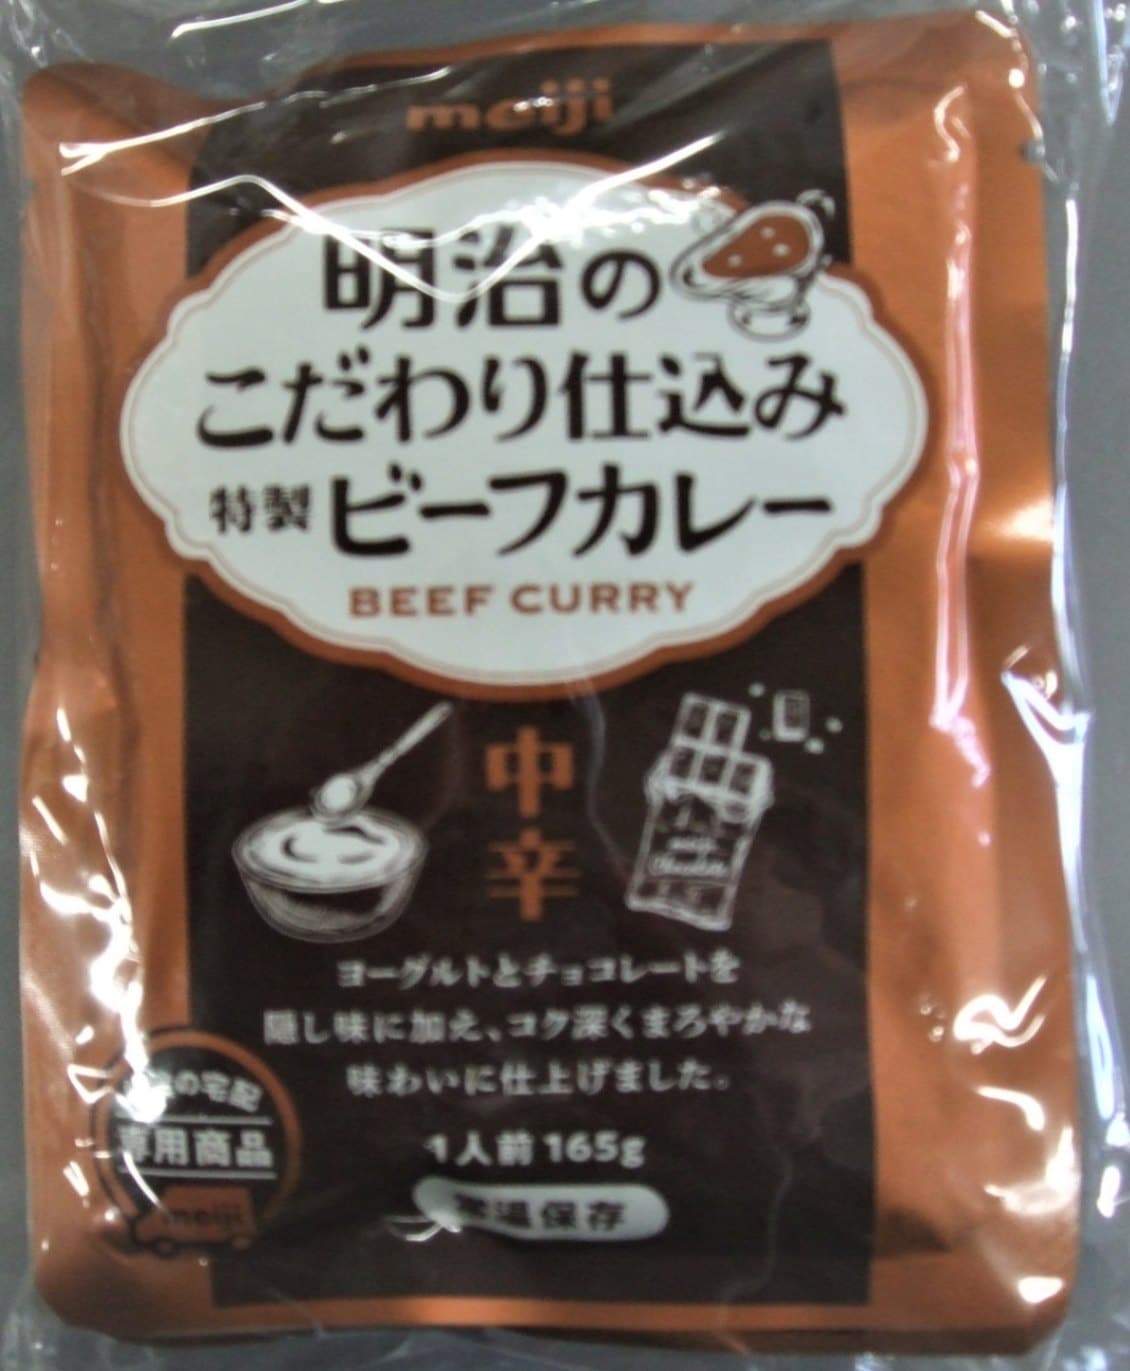 meiji
明治の
こだわり仕込み
特製 ビーフカレー
BEEF CURRY
中辛
ヨーグルトとチョコレートを
隠し味に加え、コク深くまろやかな
味わいに仕上げました。
の宅配
専用商品
meiji
1人前 165g
常温保存